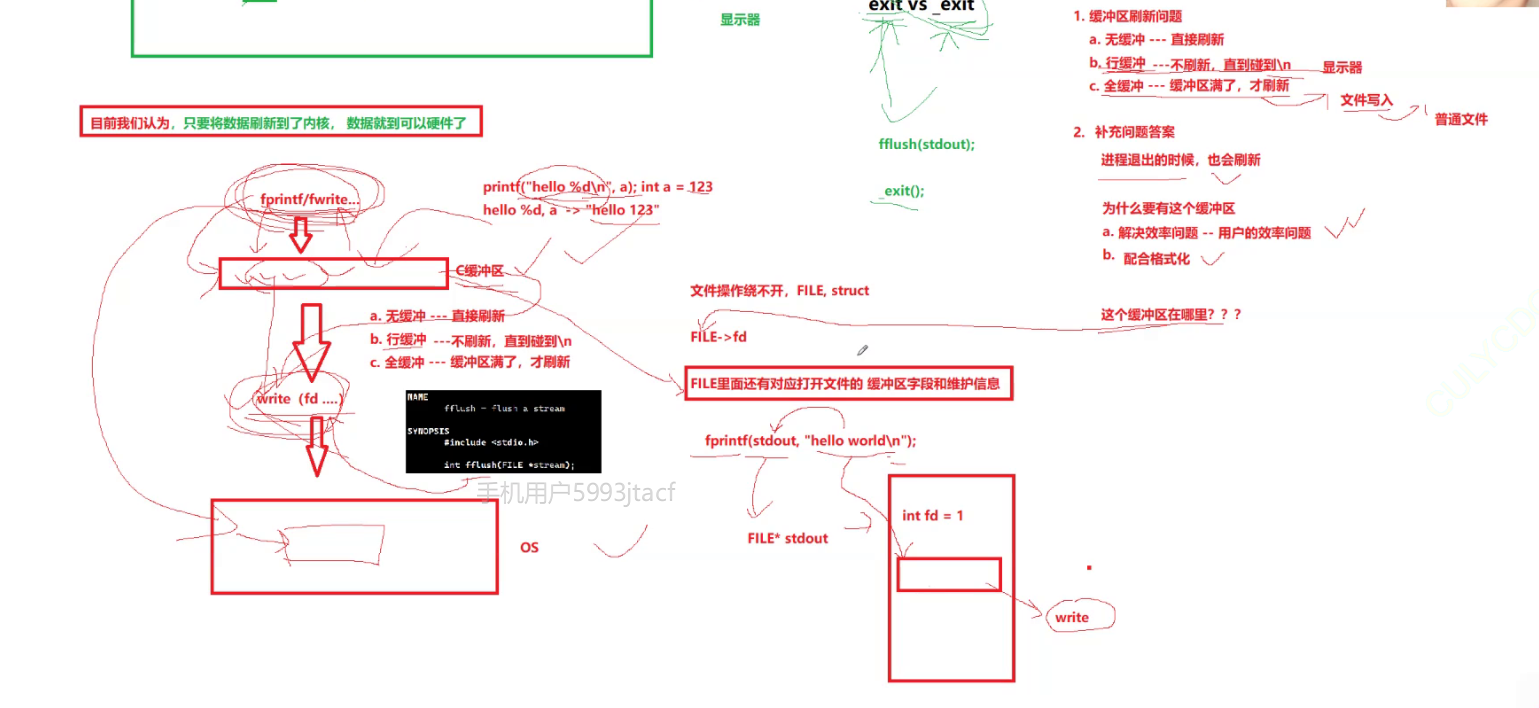 显示器
exit vs _exit
fflush(stdout);
_exit();
1. 缓冲区刷新问题
a. 无缓冲 --- 直接刷新
b. 行缓冲 ---不刷新，直到碰到\n
显示器
c. 全缓冲 --- 缓冲区满了，才刷新
文件写入
普通文件
2. 补充问题答案
进程退出的时候，也会刷新
为什么要有这个缓冲区
a. 解决效率问题 -- 用户的效率问题
b. 配合格式化
这个缓冲区在哪里？？？
目前我们认为，只要将数据刷新到了内核， 数据就到可以硬件了
fprintf/fwrite...
printf("hello %d\n", a); int a = 123
hello %d, a -> "hello 123"
C缓冲区
a. 无缓冲 --- 直接刷新
b. 行缓冲 ---不刷新，直到碰到\n
c. 全缓冲 --- 缓冲区满了，才刷新
write（fd ....）
NAME
fflush - flush a stream
SYNOPSIS
#include <stdio.h>
int fflush(FILE *stream);
手机用户5993jtacf
OS
文件操作绕不开，FILE, struct
FILE->fd
FILE里面还有对应打开文件的 缓冲区字段和维护信息
fprintf(stdout, "hello world\n");
FILE* stdout
int fd = 1
write